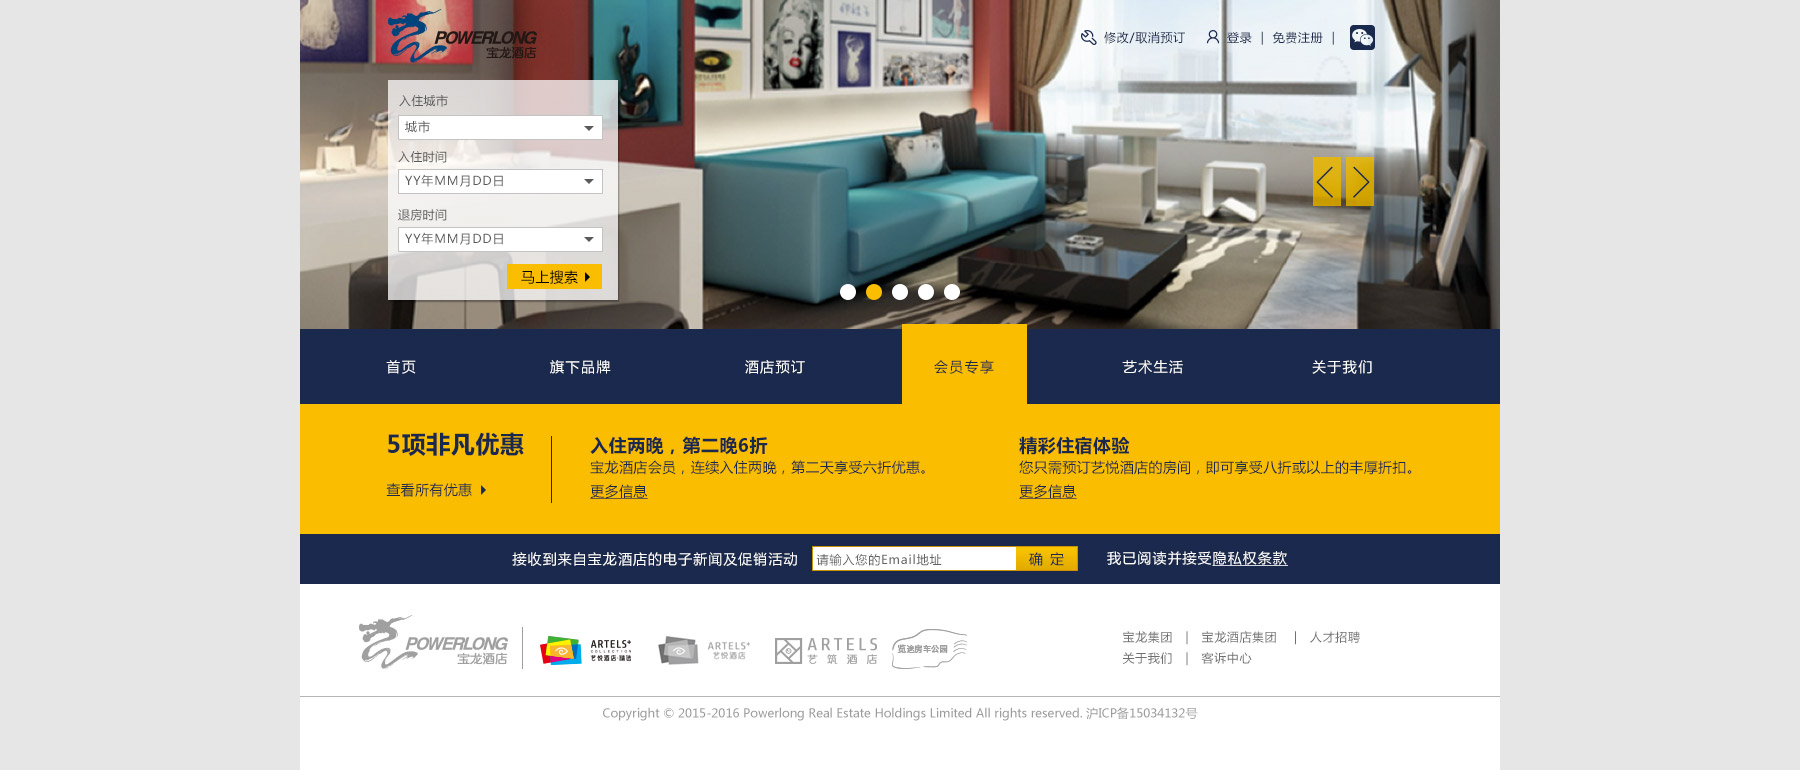 POWERLONG
宝龙酒店
修改/取消预订 登录 | 免费注册 |
入住城市
城市
入住时间
YY年MM月DD日
退房时间
YY年MM月DD日
马上搜索
首页 旗下品牌 酒店预订 会员专享 艺术生活 关于我们
5项非凡优惠
查看所有优惠
入住两晚，第二晚6折
宝龙酒店会员，连续入住两晚，第二天享受六折优惠。
更多信息
精彩住宿体验
您只需预订艺悦酒店的房间，即可享受八折或以上的丰厚折扣。
更多信息
接收到来自宝龙酒店的电子新闻及促销活动 请输入您的Email地址 确 定 我已阅读并接受隐私权条款
POWERLONG
宝龙酒店
ARTELS+
COLLECTION
艺悦酒店·精选
ARTELS+
艺悦酒店
ARTELS
艺筑酒店
览途房车公园
宝龙集团 | 宝龙酒店集团 | 人才招聘
关于我们 | 客诉中心
Copyright © 2015-2016 Powerlong Real Estate Holdings Limited All rights reserved. 沪ICP备15034132号